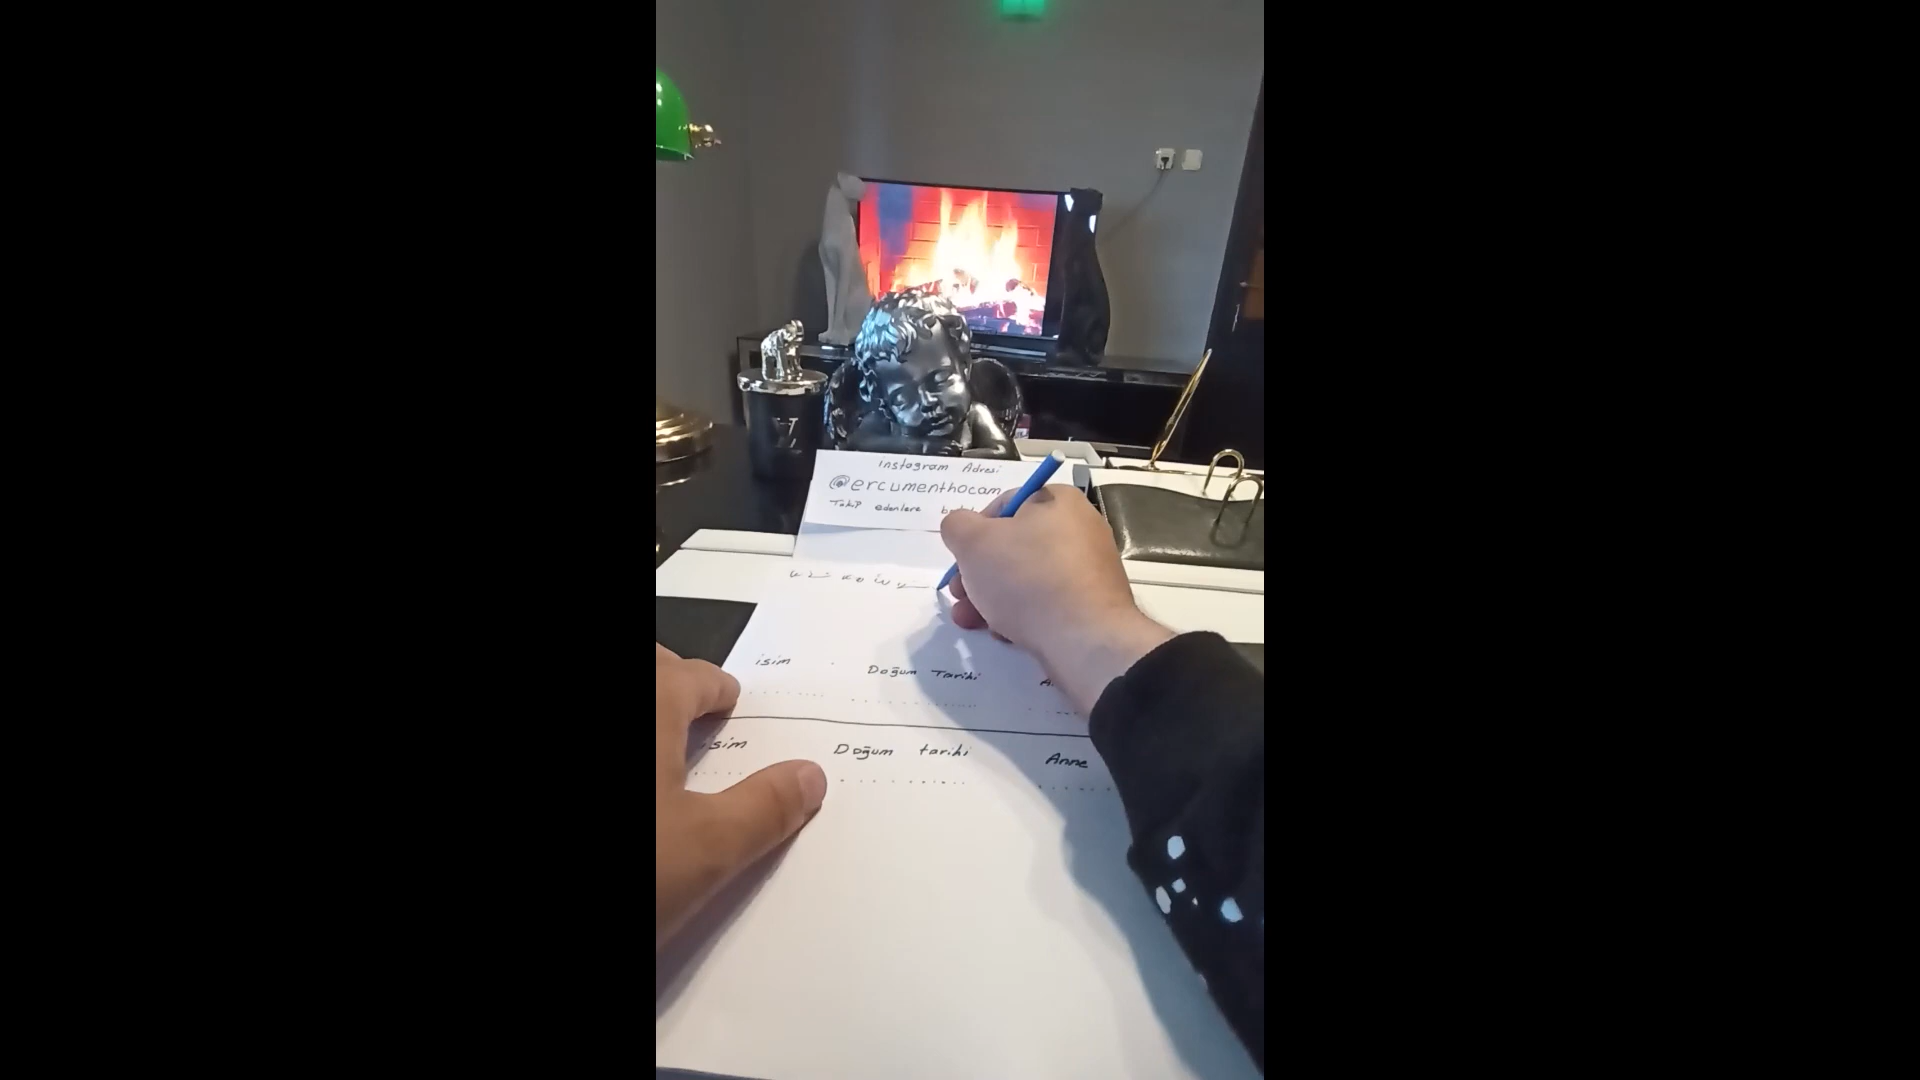 instagram Adresi
@ercumenthocam
Takip edenlere
isim Doğum Tarihi
isim Doğum tarihi Anne